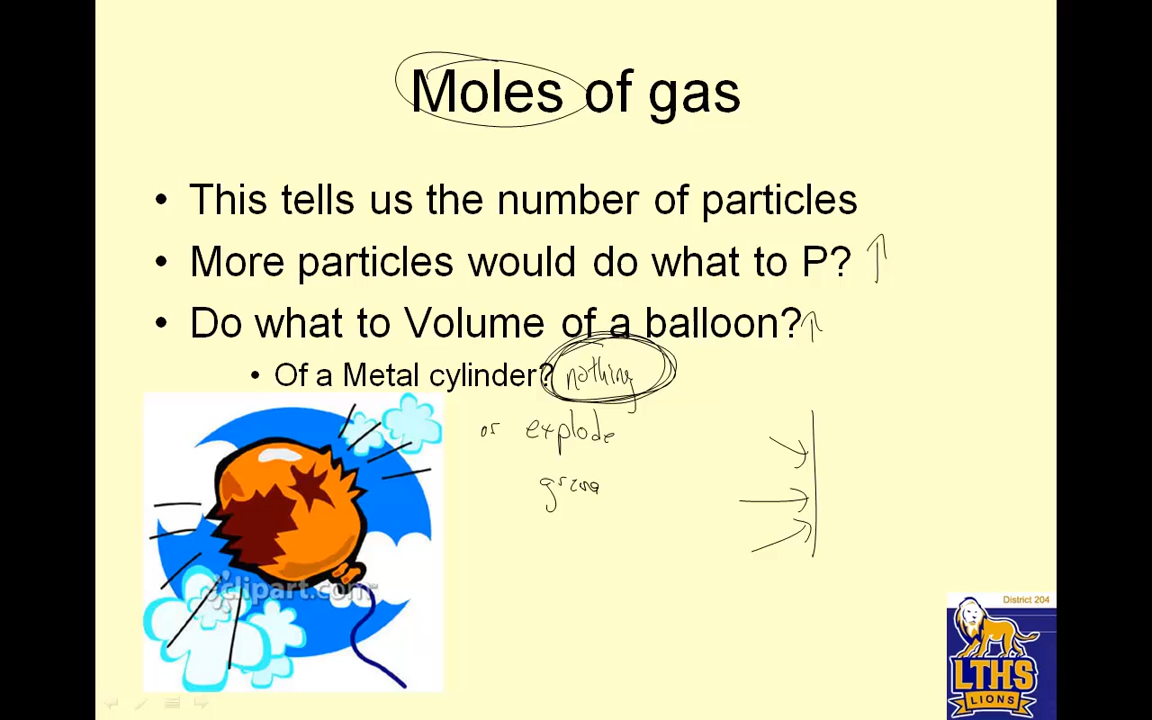 Moles of gas
• This tells us the number of particles
• More particles would do what to P? ↑
• Do what to Volume of a balloon? ↑
• Of a Metal cylinder? nothing
or explode
clipart.com
District 204
LTHS
LIONS